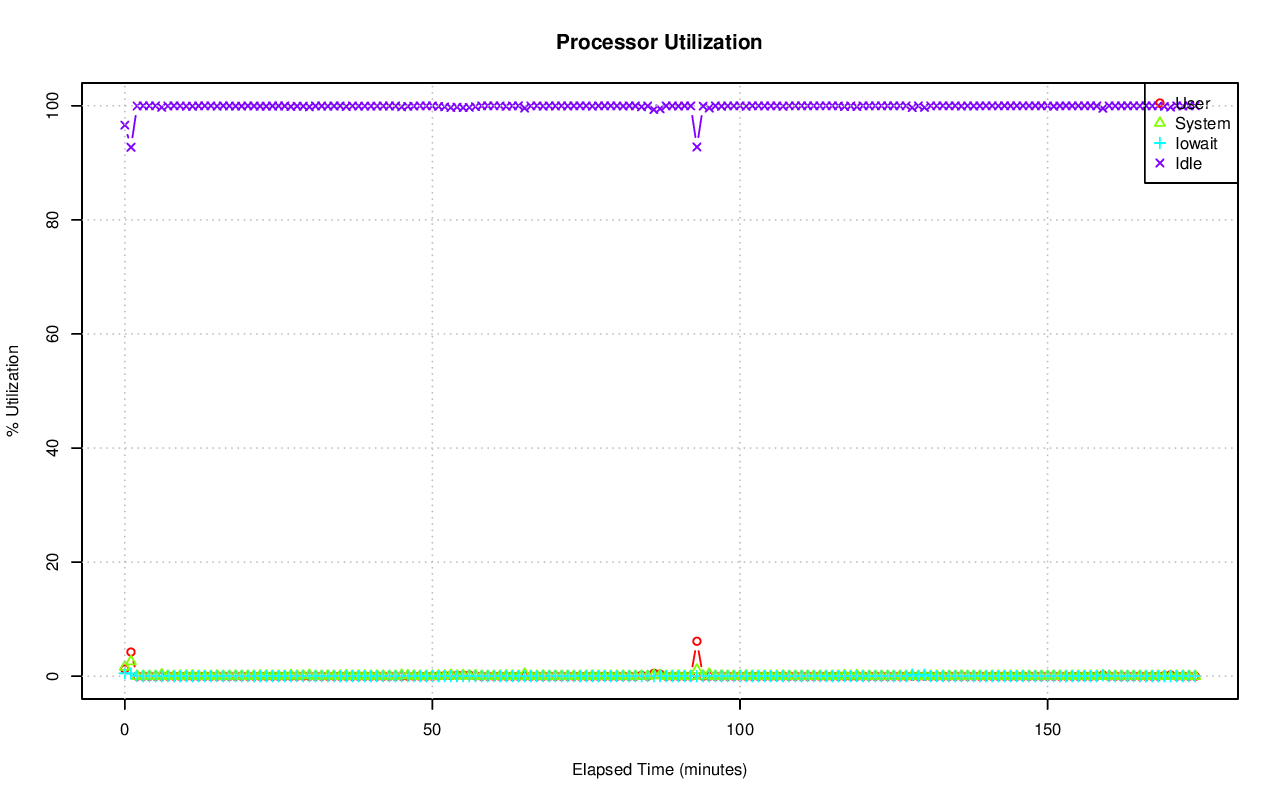 Processor Utilization
100
80
60
40
20
0
% Utilization
User
System
Iowait
Idle
0 50 100 150
Elapsed Time (minutes)